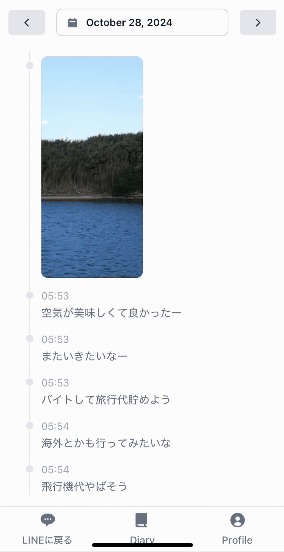 October 28, 2024
05:53
空気が美味しくて良かったー
05:53
またいきたいなー
05:53
バイトして旅行代貯めよう
05:54
海外とかも行ってみたいな
05:54
飛行機代やばそう
LINEに戻る
Diary
Profile